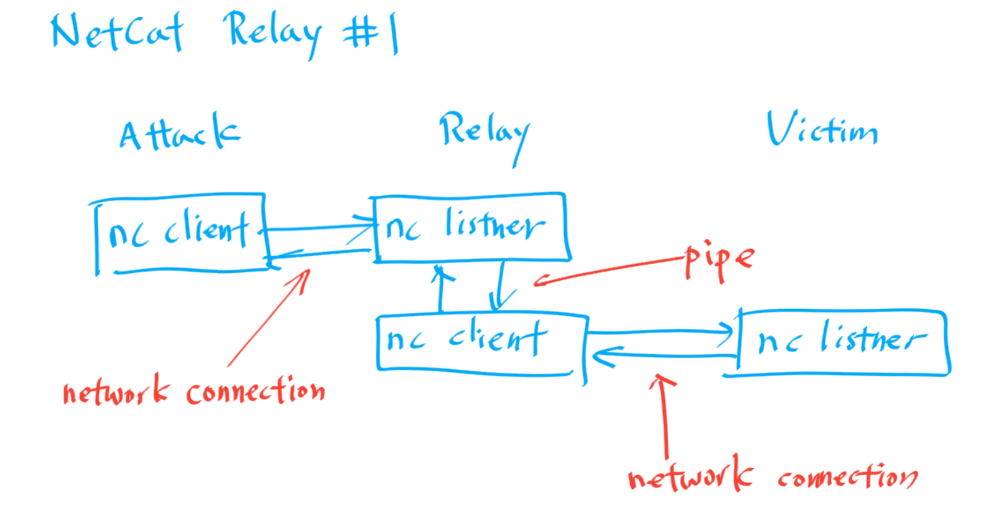 NetCat Relay #1
Attack Relay Victim
nc client nc listner
pipe
nc client nc listner
network connection
network connection